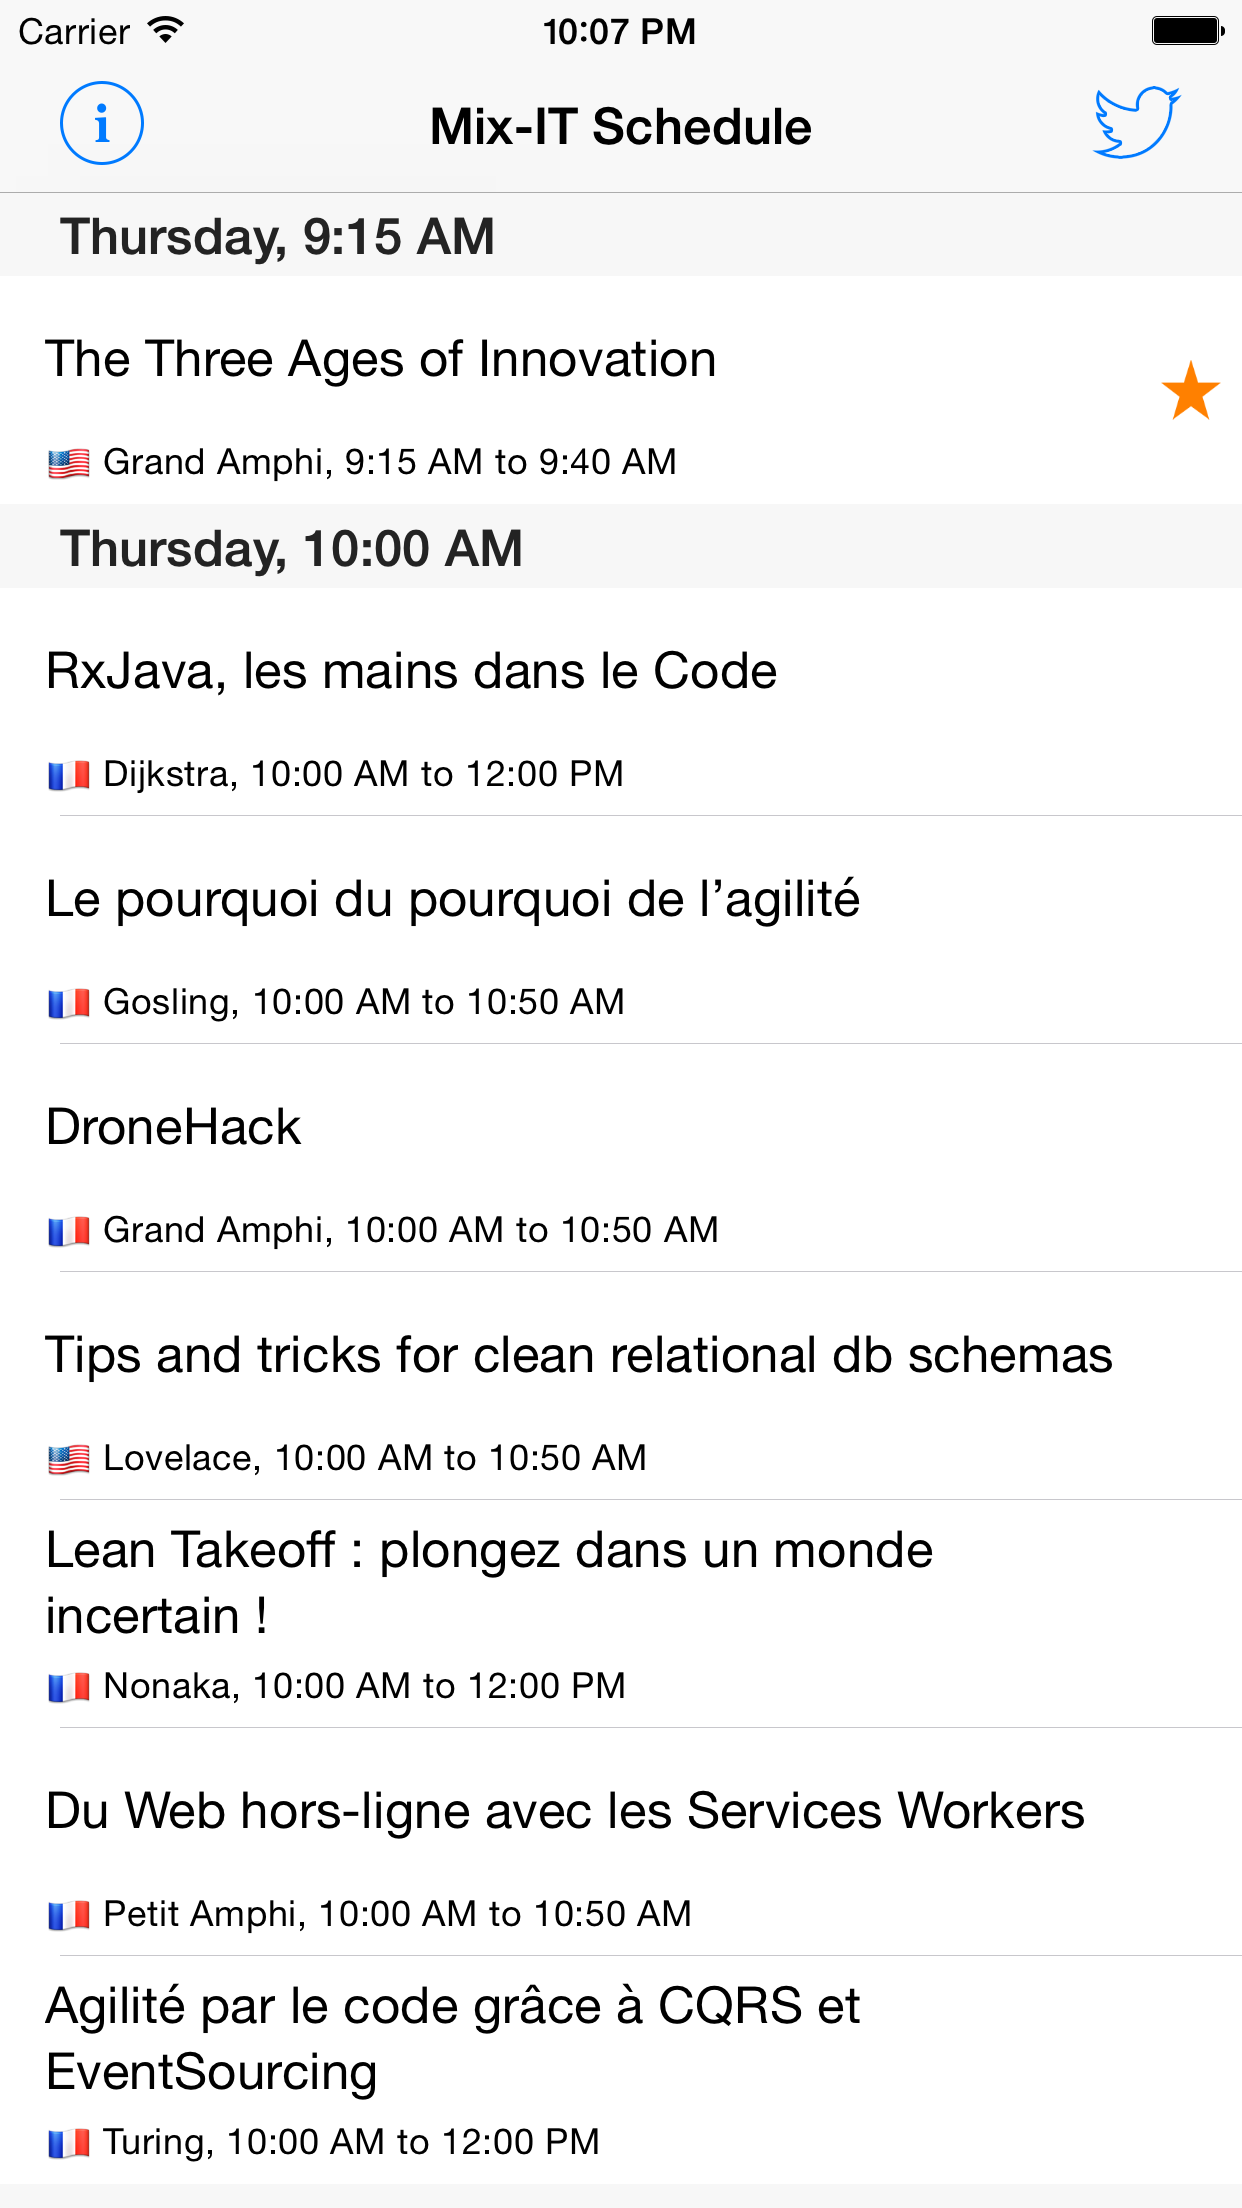 Carrier 10:07 PM
i Mix-IT Schedule
Thursday, 9:15 AM
The Three Ages of Innovation
Grand Amphi, 9:15 AM to 9:40 AM
Thursday, 10:00 AM
RxJava, les mains dans le Code
Dijkstra, 10:00 AM to 12:00 PM
Le pourquoi du pourquoi de l’agilité
Gosling, 10:00 AM to 10:50 AM
DroneHack
Grand Amphi, 10:00 AM to 10:50 AM
Tips and tricks for clean relational db schemas
Lovelace, 10:00 AM to 10:50 AM
Lean Takeoff : plongez dans un monde
incertain !
Nonaka, 10:00 AM to 12:00 PM
Du Web hors-ligne avec les Services Workers
Petit Amphi, 10:00 AM to 10:50 AM
Agilité par le code grâce à CQRS et
EventSourcing
Turing, 10:00 AM to 12:00 PM